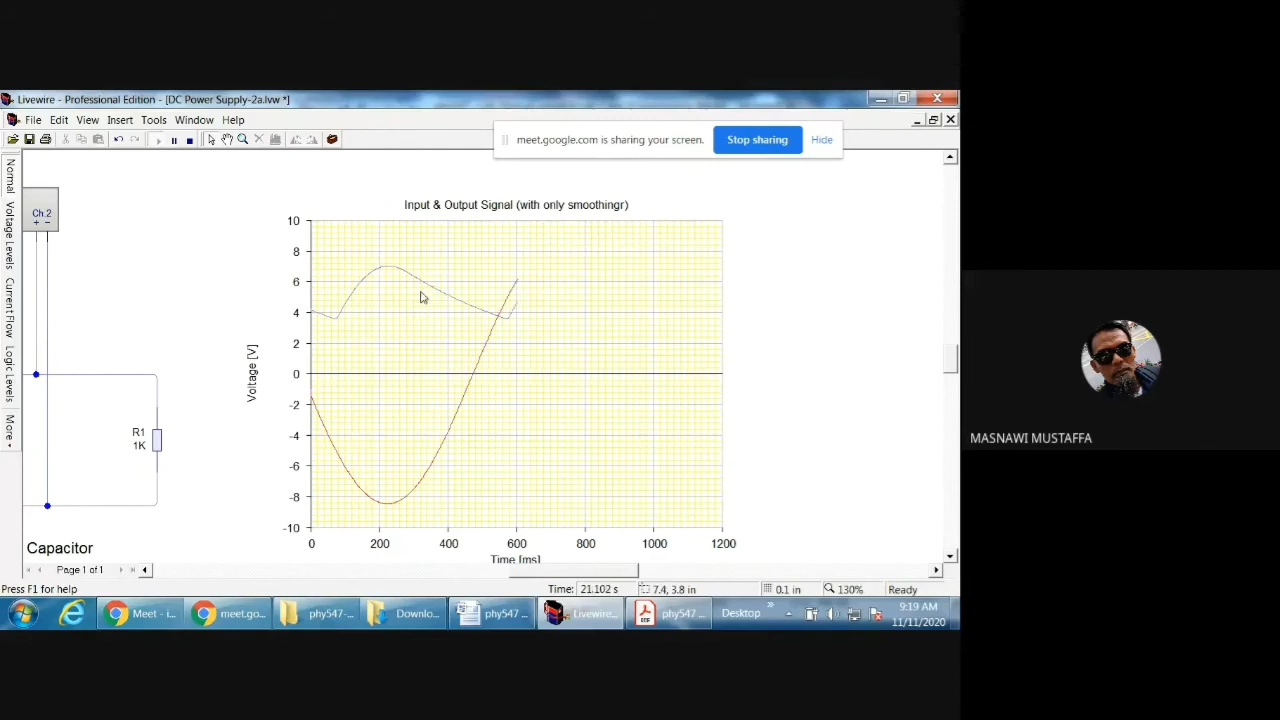 Livewire - Professional Edition - [DC Power Supply-2a.lvw *]
File Edit View Insert Tools Window Help
meet.google.com is sharing your screen. Stop sharing Hide
Normal
Voltage Levels
Current Flow
Logic Levels
More
Ch.2
+ -
Input & Output Signal (with only smoothingr)
10
8
6
4
2
0
-2
-4
-6
-8
-10
Voltage [V]
0 200 400 600 800 1000 1200
Time [ms]
R1
1K
Capacitor
Page 1 of 1
Press F1 for help
Time: 21.102 s 7.4, 3.8 in 0.1 in 130% Ready
Meet - i... meet.go... phy547-... Downlo... phy547 ... Livewire... phy547 ... Desktop »
9:19 AM
11/11/2020
MASNAWI MUSTAFFA